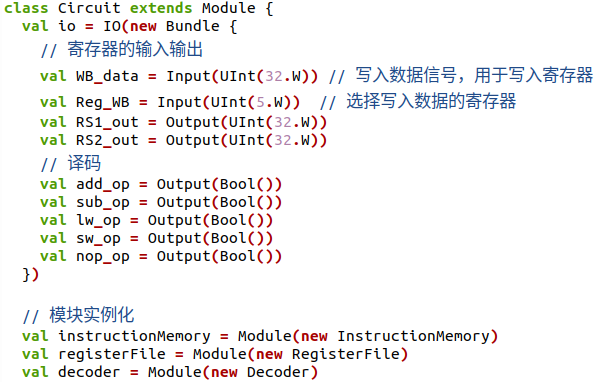 class Circuit extends Module {
  val io = IO(new Bundle {
    // 寄存器的输入输出
    val WB_data = Input(UInt(32.W)) // 写入数据信号，用于写入寄存器
    val Reg_WB = Input(UInt(5.W))  // 选择写入数据的寄存器
    val RS1_out = Output(UInt(32.W))
    val RS2_out = Output(UInt(32.W))
    // 译码
    val add_op = Output(Bool())
    val sub_op = Output(Bool())
    val lw_op = Output(Bool())
    val sw_op = Output(Bool())
    val nop_op = Output(Bool())
  })

  // 模块实例化
  val instructionMemory = Module(new InstructionMemory)
  val registerFile = Module(new RegisterFile)
  val decoder = Module(new Decoder)